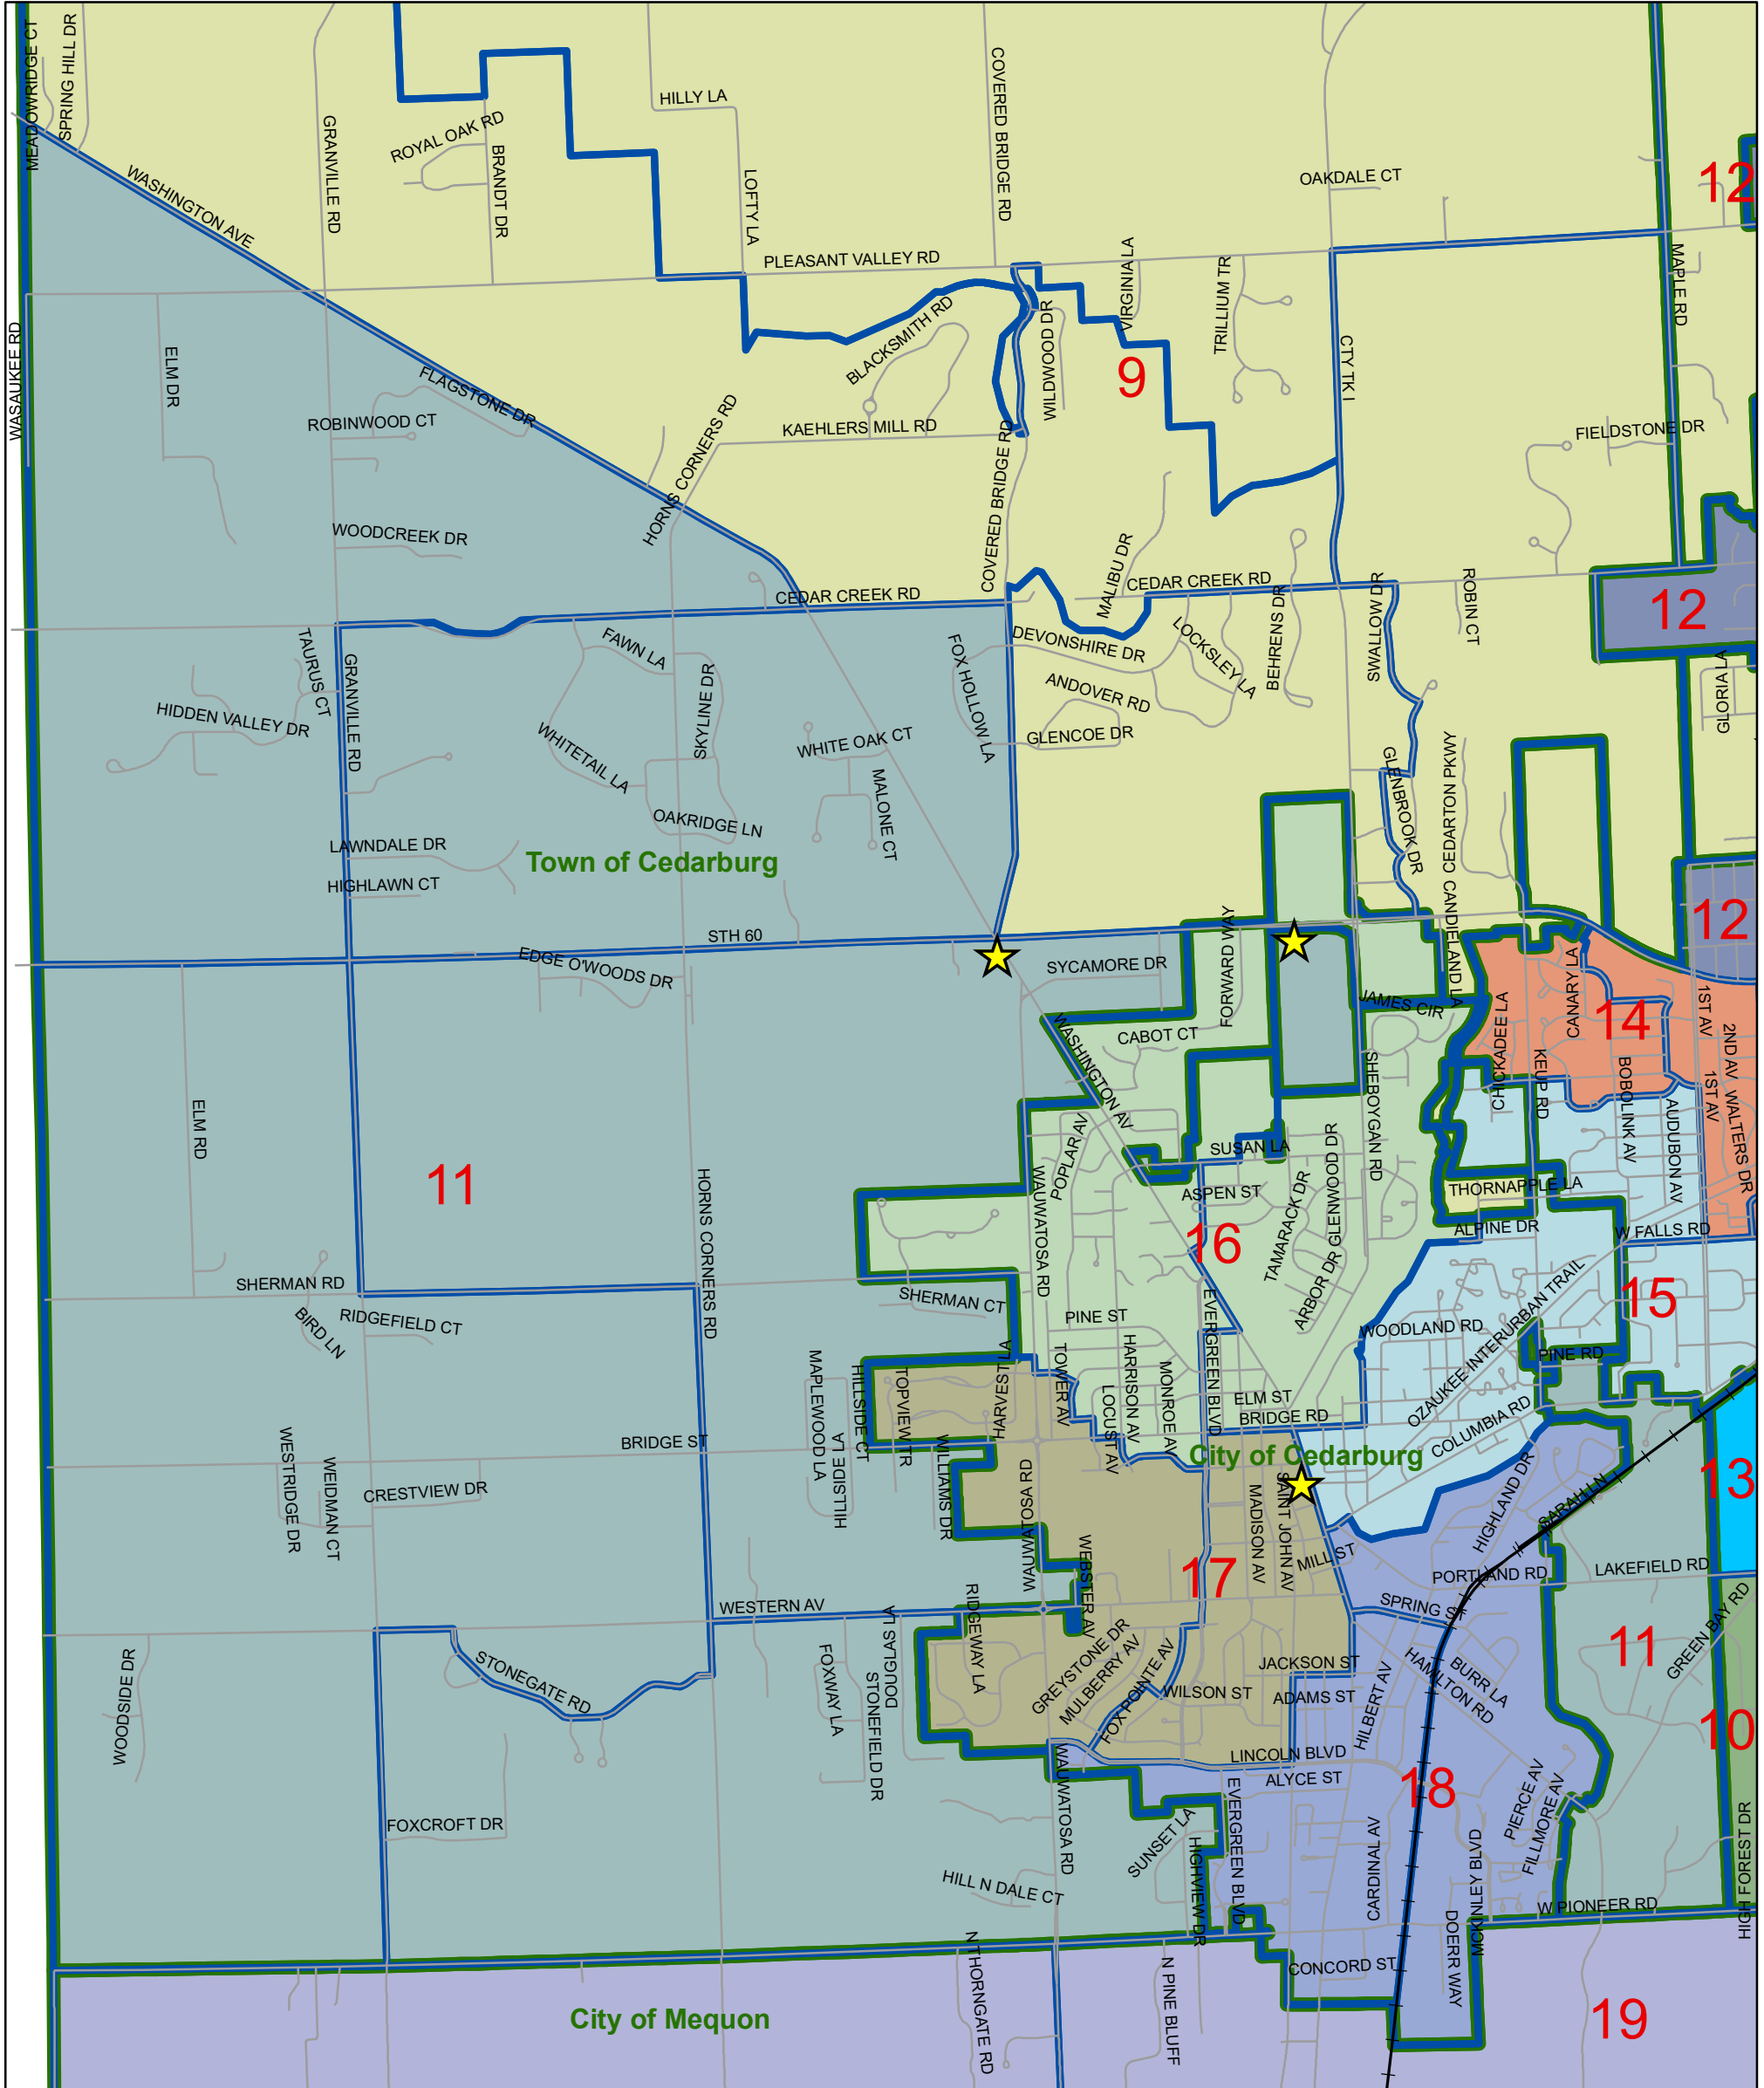 MEADOWRIDGE CT
SPRING HILL DR
HILLY LA
COVERED BRIDGE RD
GRANVILLE RD
ROYAL OAK RD
BRANDT DR
LOFTY LA
OAKDALE CT
12
WASHINGTON AVE
PLEASANT VALLEY RD
VIRGINIA LA
TRILLIUM TR
MAPLE RD
WASAUKEE RD
ELM DR
FLAGSTONE DR
ROBINWOOD CT
BLACKSMITH RD
WILDWOOD DR
9
CTY TK I
HORNS CORNERS RD
KAEHLERS MILL RD
COVERED BRIDGE RD
FIELDSTONE DR
WOODCREEK DR
CEDAR CREEK RD
MALIBU DR
CEDAR CREEK RD
BEHRENS DR
SWALLOW DR
ROBIN CT
12
TAURUS CT
GRANVILLE RD
FAWN LA
SKYLINE DR
FOX HOLLOW LA
DEVONSHIRE DR
LOCKSLEY LA
ANDOVER RD
GLENCOE DR
GLORIA LA
HIDDEN VALLEY DR
WHITETAIL LA
WHITE OAK CT
MALONE CT
OAKRIDGE LN
GLENBROOK DR
CEDARTON PKWY
CANDIELAND LA
LAWNDALE DR
Town of Cedarburg
HIGHLAWN CT
12
STH 60
EDGE O'WOODS DR
SYCAMORE DR
FORWARD WAY
JAMES CIR
CANARY LA
CHICKADEE LA
14
1ST AV
2ND AV
WASHINGTON AV
CABOT CT
SHEBOYGAN RD
KEUP RD
BOBOLINK AV
AUDUBON AV
1ST AV
WALTERS DR
ELM RD
11
HORNS CORNERS RD
WAUWATOSA RD
POPLAR AV
SUSAN LA
ASPEN ST
16
TAMARACK DR
GLENWOOD DR
ARBOR DR
THORNAPPLE LA
ALPINE DR
W FALLS RD
SHERMAN RD
BIRD LN
RIDGEFIELD CT
SHERMAN CT
PINE ST
EVERGREEN BLVD
WOODLAND RD
OZAUKEE INTERURBAN TRAIL
15
PINE RD
MAPLEWOOD LA
HILLSIDE CT
TOPVIEW TR
HARVEST LA
TOWER AV
LOCUST AV
HARRISON AV
MONROE AV
ELM ST
BRIDGE RD
COLUMBIA RD
City of Cedarburg
WESTRIDGE DR
WEIDMAN CT
CRESTVIEW DR
BRIDGE ST
HILLSIDE LA
WILLIAMS DR
WAUWATOSA RD
WEBSTER AV
MADISON AV
SAINT JOHN AV
MILL ST
HIGHLAND DR
SARAH LN
13
17
PORTLAND RD
LAKEFIELD RD
WESTERN AV
SPRING ST
GREEN BAY RD
WOODSIDE DR
STONEGATE RD
FOXWAY LA
DOUGLAS LA
STONEFIELD DR
RIDGEWAY LA
GREYSTONE DR
MULBERRY AV
FOX POINTE AV
WILSON ST
JACKSON ST
ADAMS ST
HILBERT AV
HAMILTON RD
BURR LA
11
10
LINCOLN BLVD
ALYCE ST
18
PIERCE AV
FILLMORE AV
FOXCROFT DR
WAUWATOSA RD
SUNSET LA
HIGHVIEW DR
EVERGREEN BLVD
CARDINIAL AV
MCKINLEY BLVD
HIGH FOREST DR
HILL N DALE CT
W PIONEER RD
DOERR WAY
N THORNGATE RD
N PINE BLUFF
CONCORD ST
City of Mequon
19